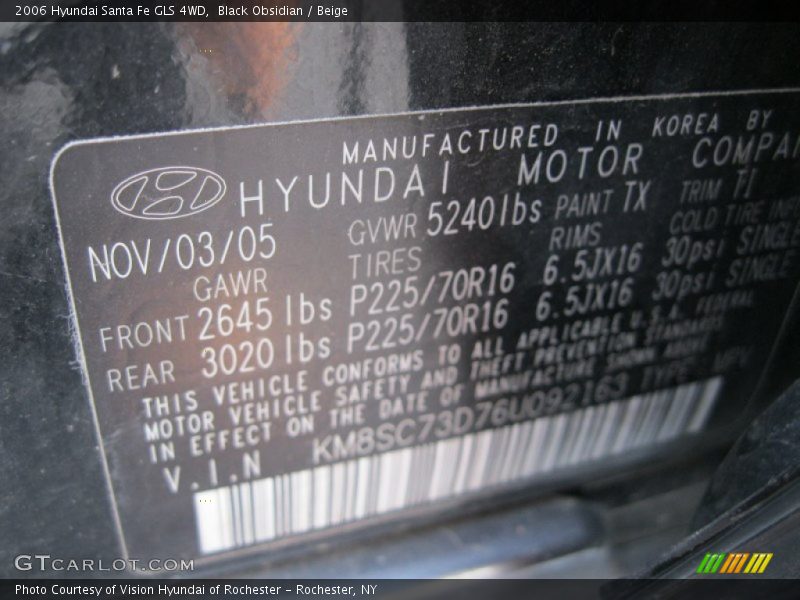 2006 Hyundai Santa Fe GLS 4WD, Black Obsidian / Beige
MANUFACTURED IN KOREA BY
HYUNDAI MOTOR COMPA
NOV/03/05 GVWR 5240lbs PAINT TX TRIM TI
GAWR TIRES RIMS COLD TIRE
FRONT 2645 lbs P225/70R16 6.5JX16 30psi SINGLE
REAR 3020 lbs P225/70R16 6.5JX16 30psi SINGLE
THIS VEHICLE CONFORMS TO ALL APPLICABLE U.S.A. FEDERAL
MOTOR VEHICLE SAFETY AND THEFT PREVENTION STANDARDS
IN EFFECT ON THE DATE OF MANUFACTURE SHOWN ABOVE
V.I.N KM8SC73D76U092163 TYPE: MPV
GTCARLOT.COM
Photo Courtesy of Vision Hyundai of Rochester - Rochester, NY